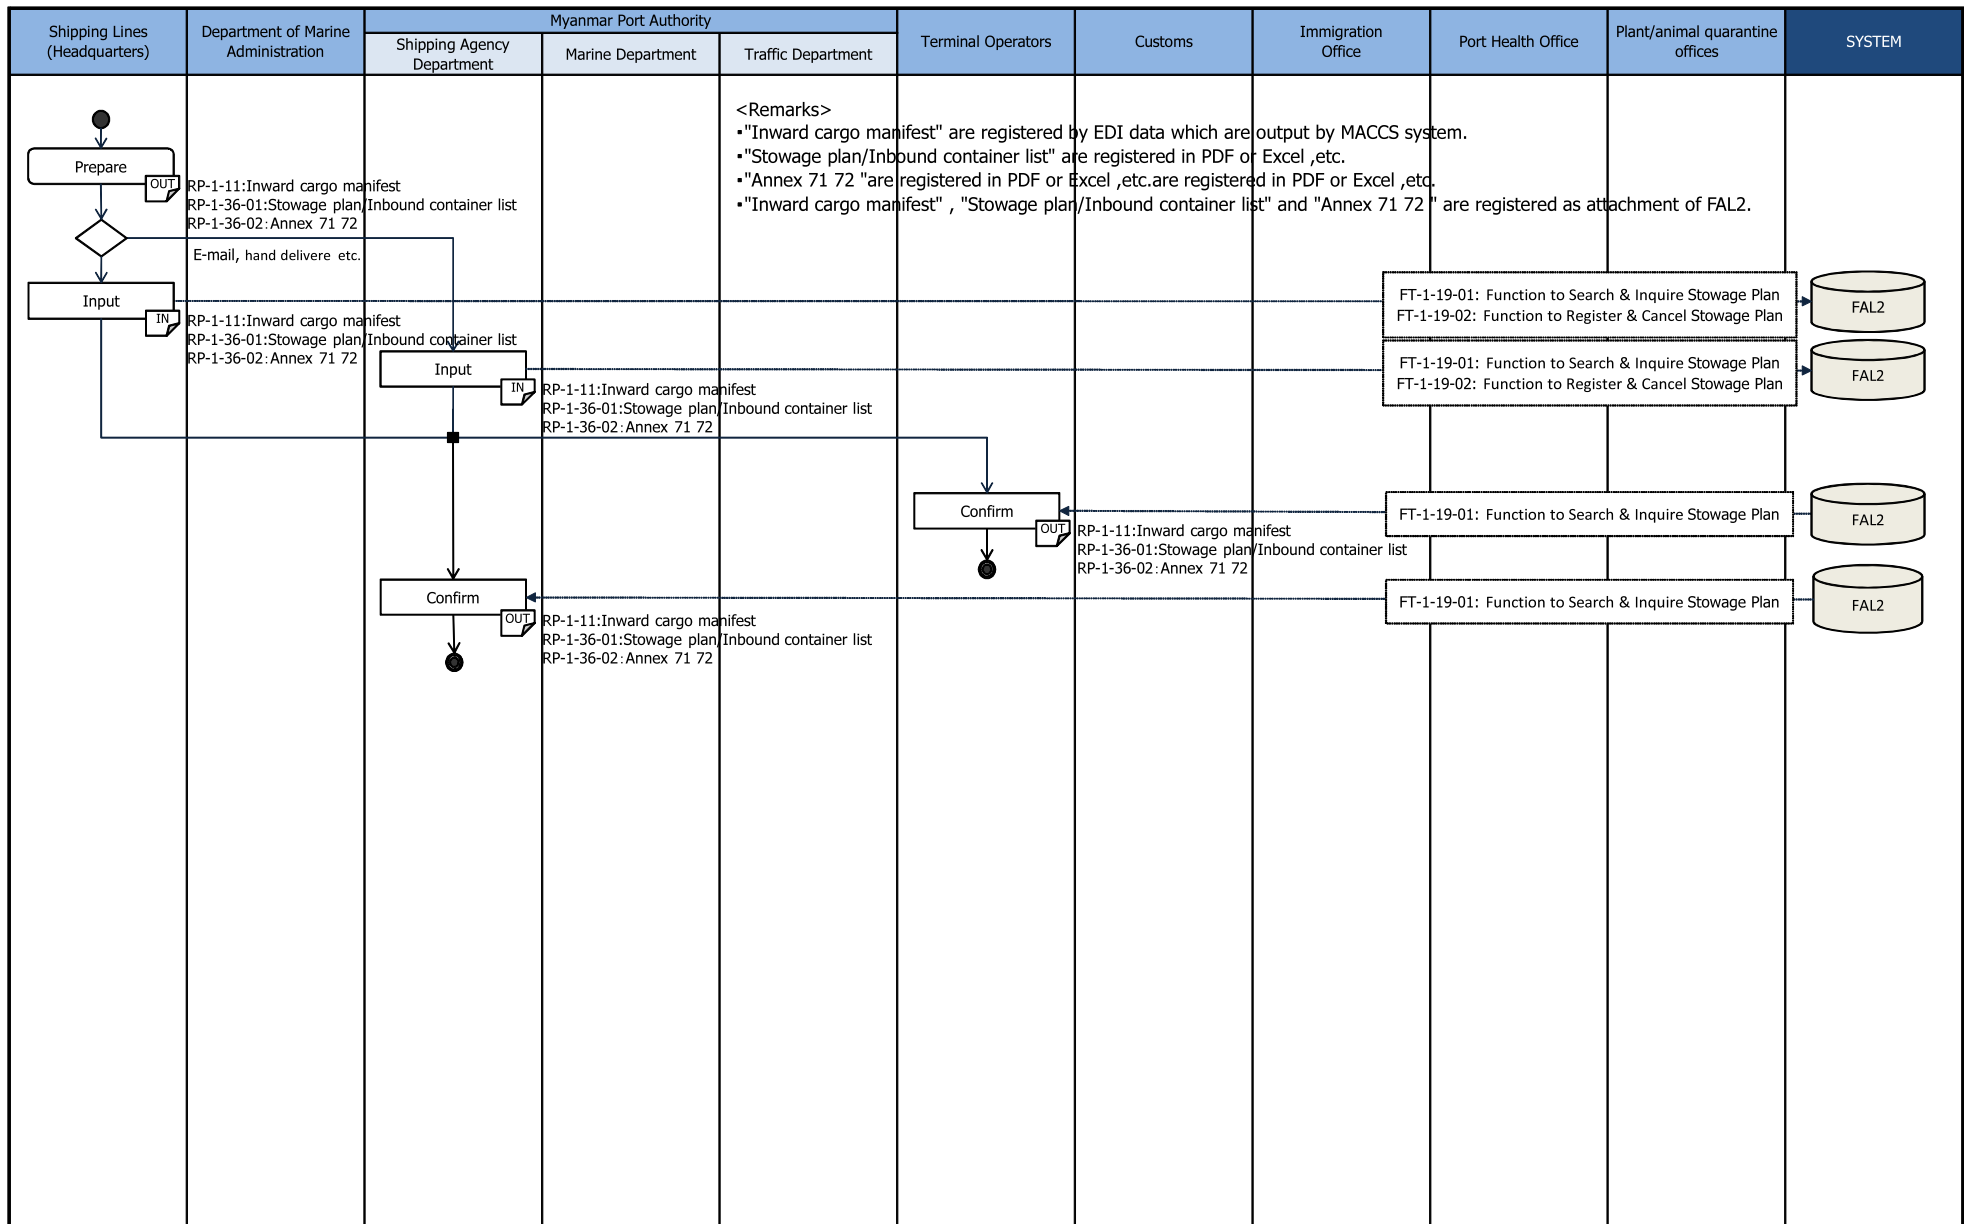 Shipping Lines
(Headquarters)
Department of Marine
Administration
Myanmar Port Authority
Shipping Agency
Department
Marine Department
Traffic Department
Terminal Operators
Customs
Immigration
Office
Port Health Office
Plant/animal quarantine
offices
SYSTEM
<Remarks>
・"Inward cargo manifest" are registered by EDI data which are output by MACCS system.
・"Stowage plan/Inbound container list" are registered in PDF or Excel ,etc.
・"Annex 71 72 "are registered in PDF or Excel ,etc.are registered in PDF or Excel ,etc.
・"Inward cargo manifest" , "Stowage plan/Inbound container list" and "Annex 71 72 " are registered as attachment of FAL2.
Prepare
OUT
RP-1-11:Inward cargo manifest
RP-1-36-01:Stowage plan/Inbound container list
RP-1-36-02:Annex 71 72
E-mail, hand delivere etc.
Input
IN
RP-1-11:Inward cargo manifest
RP-1-36-01:Stowage plan/Inbound container list
RP-1-36-02:Annex 71 72
FT-1-19-01: Function to Search & Inquire Stowage Plan
FT-1-19-02: Function to Register & Cancel Stowage Plan
FAL2
Input
IN
RP-1-11:Inward cargo manifest
RP-1-36-01:Stowage plan/Inbound container list
RP-1-36-02:Annex 71 72
FT-1-19-01: Function to Search & Inquire Stowage Plan
FT-1-19-02: Function to Register & Cancel Stowage Plan
FAL2
Confirm
OUT
RP-1-11:Inward cargo manifest
RP-1-36-01:Stowage plan/Inbound container list
RP-1-36-02:Annex 71 72
FT-1-19-01: Function to Search & Inquire Stowage Plan
FAL2
Confirm
OUT
RP-1-11:Inward cargo manifest
RP-1-36-01:Stowage plan/Inbound container list
RP-1-36-02:Annex 71 72
FT-1-19-01: Function to Search & Inquire Stowage Plan
FAL2